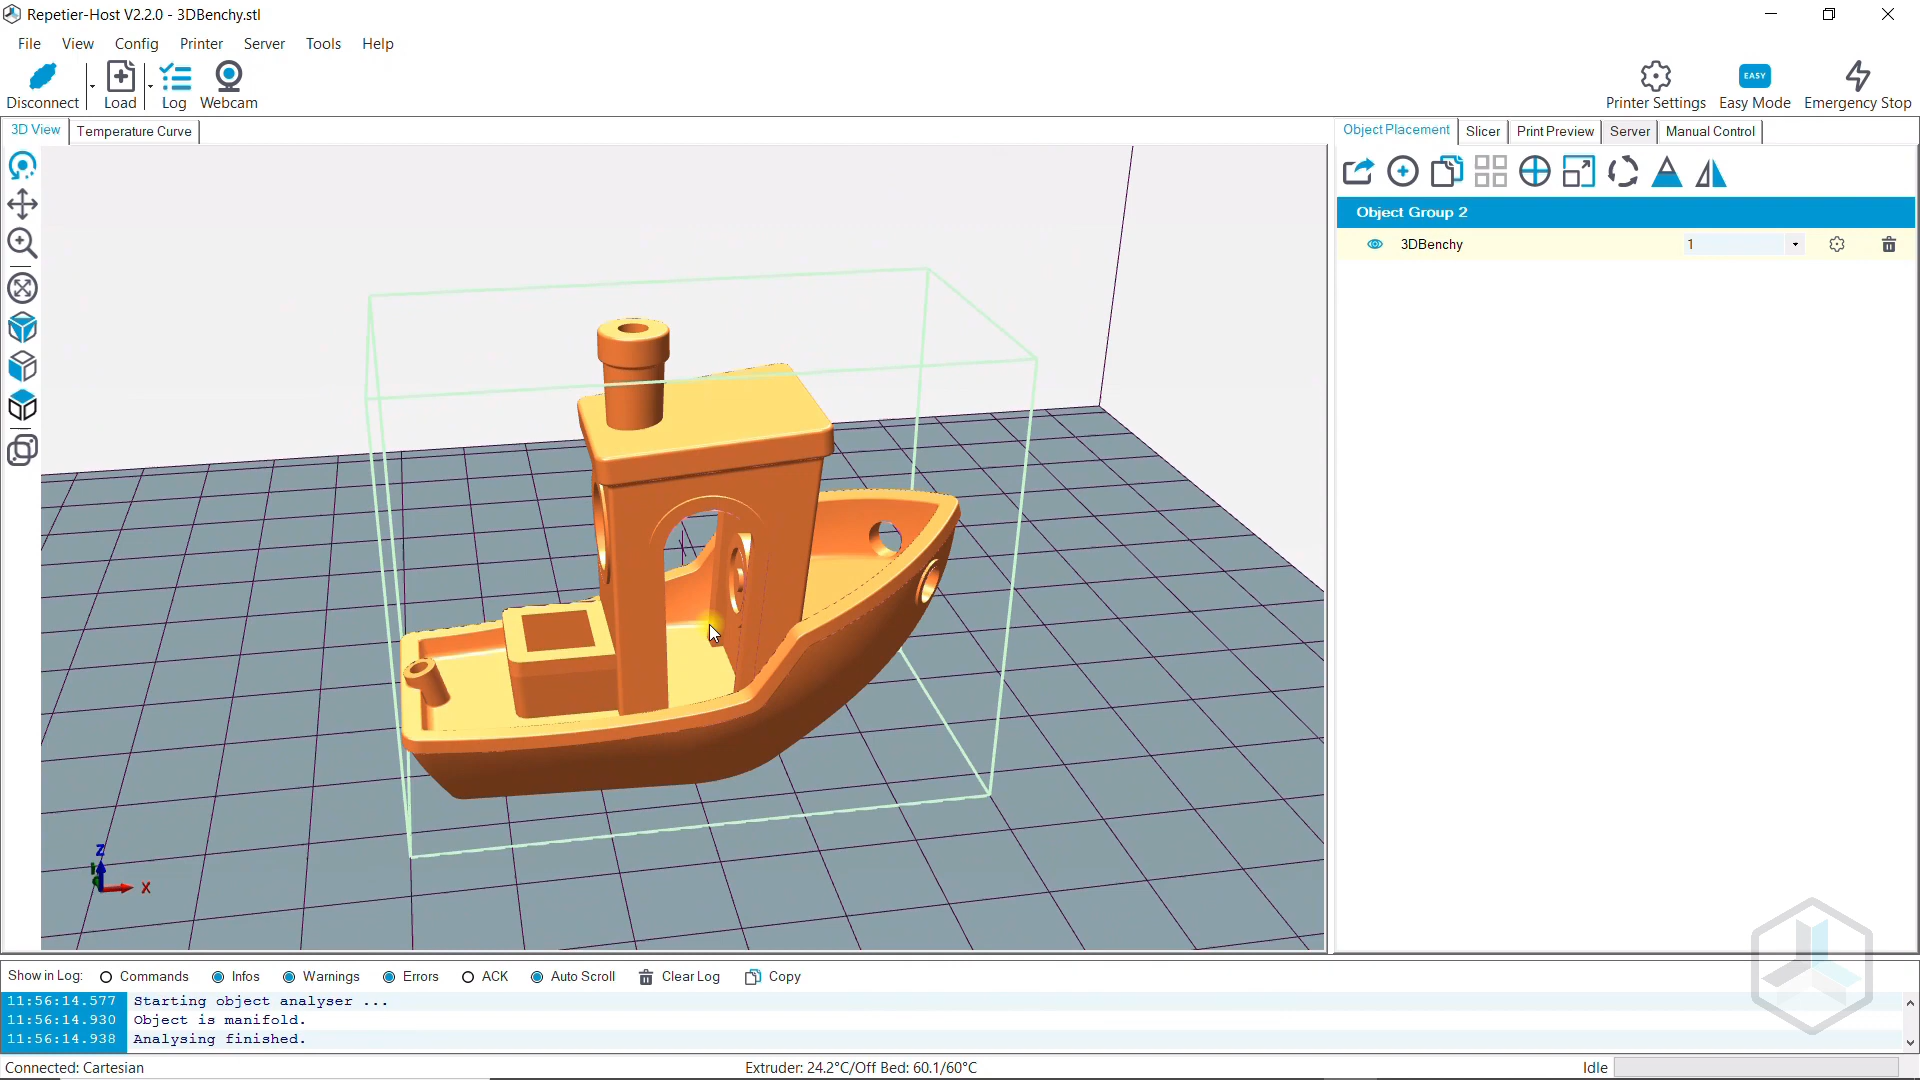 Repetier-Host V2.2.0 - 3DBenchy.stl
File View Config Printer Server Tools Help
EASY
Disconnect Load Log Webcam Printer Settings Easy Mode Emergency Stop
3D View Temperature Curve Object Placement Slicer Print Preview Server Manual Control
Object Group 2
3DBenchy 1
Z
X
Show in Log: Commands Infos Warnings Errors ACK Auto Scroll Clear Log Copy
11:56:14.577 Starting object analyser ...
11:56:14.930 Object is manifold.
11:56:14.938 Analysing finished.
Connected: Cartesian Extruder: 24.2°C/Off Bed: 60.1/60°C Idle